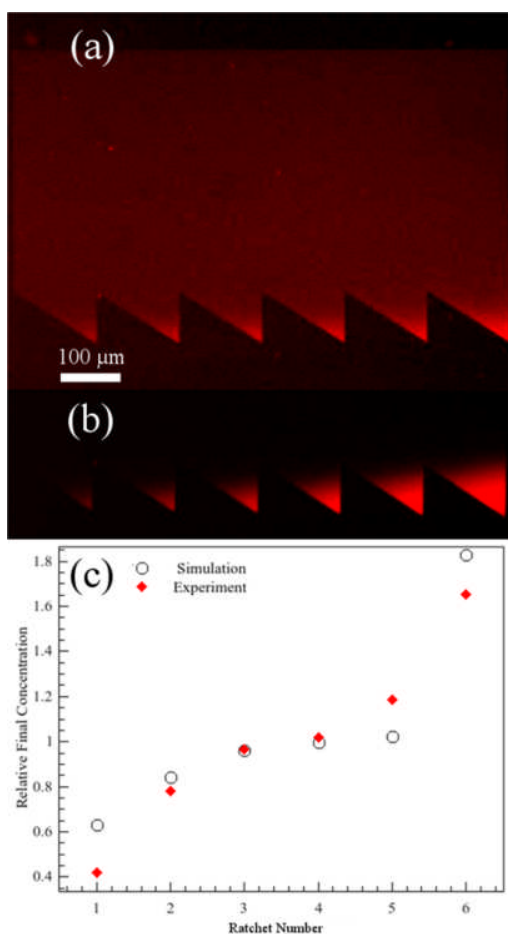 (a)
100 μm
(b)
(c)
Simulation
Experiment
Relative Final Concentration
1.8
1.6
1.4
1.2
1
0.8
0.6
0.4
1 2 3 4 5 6
Ratchet Number